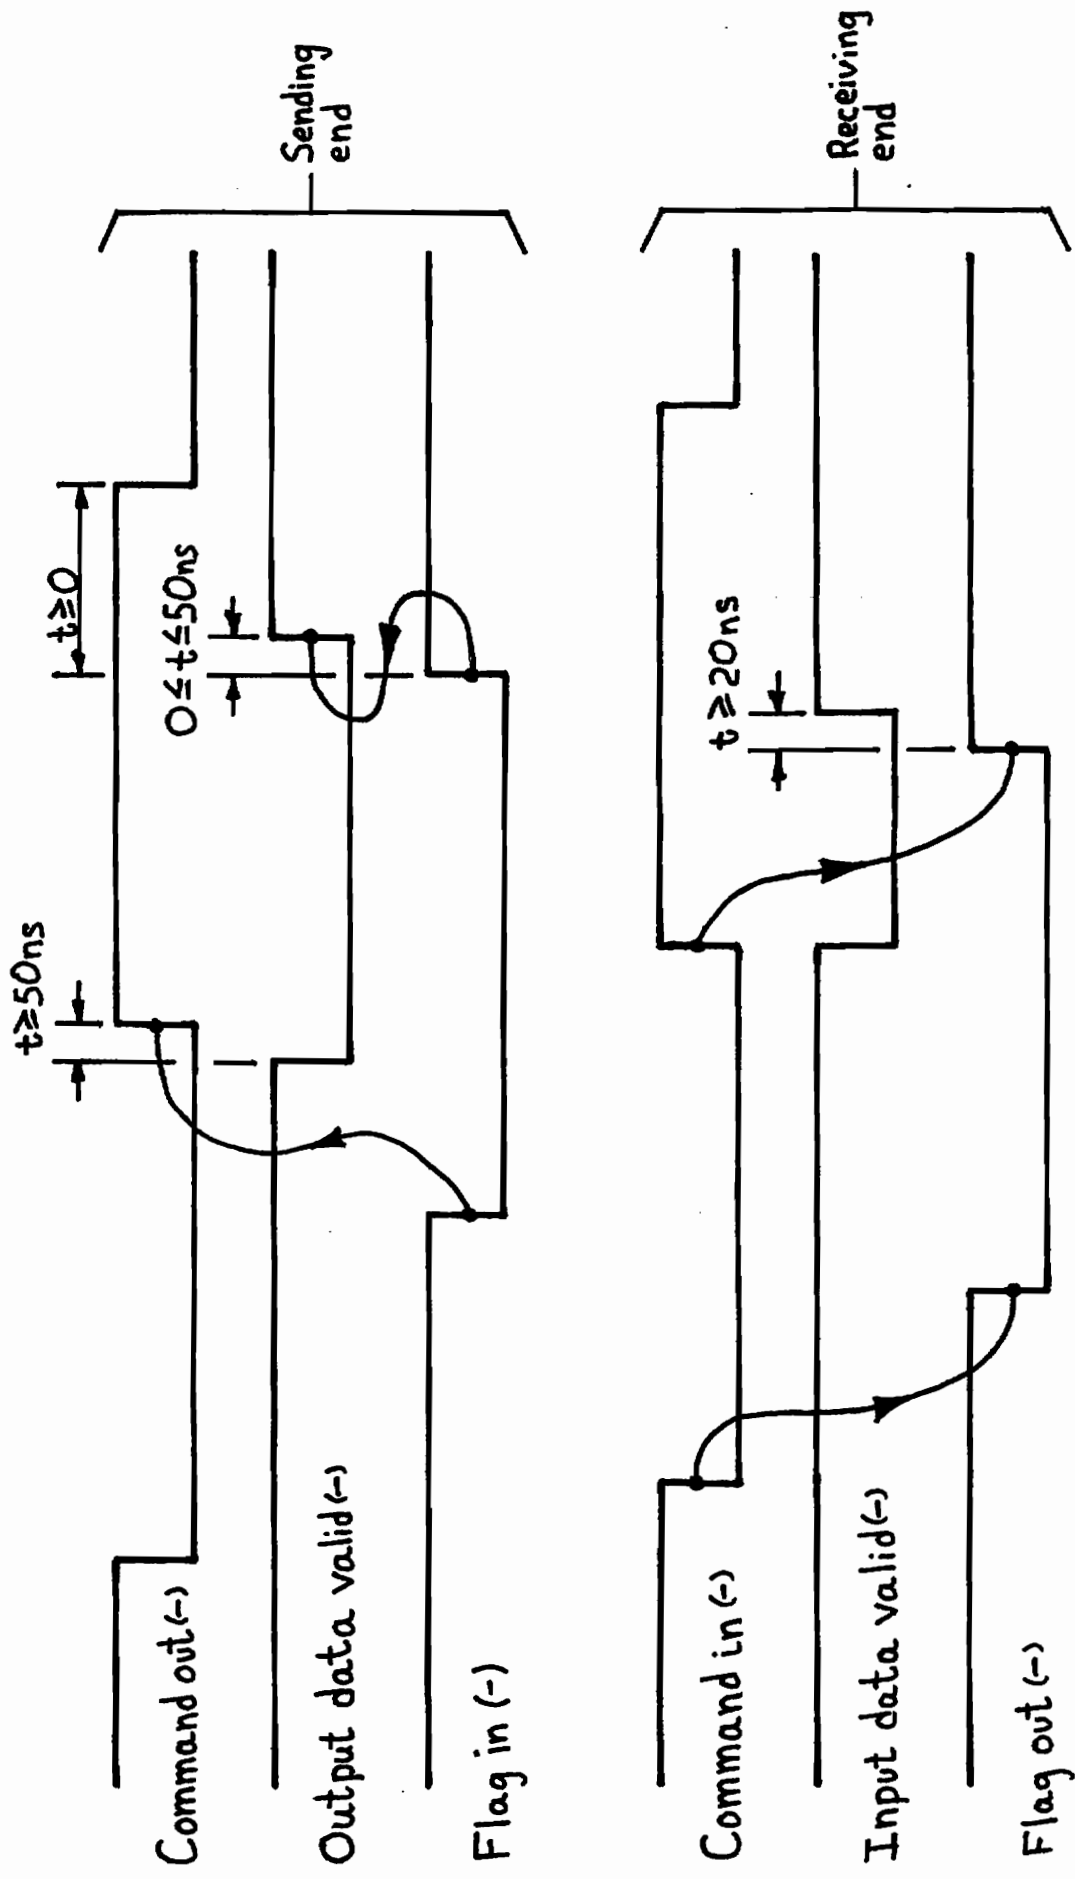 t≥50ns
t≥0
0≤t≤50ns
Command out(-)
Output data valid(-)
Flag in (-)
Sending
end
t≥20ns
Command in(-)
Input data valid(-)
Flag out(-)
Receiving
end